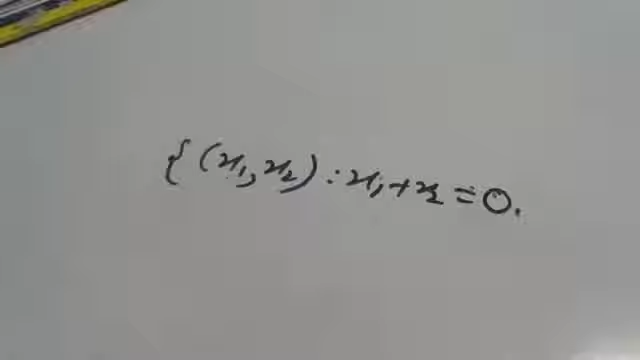 { (x₁, x₂) : x₁ + x₂ = 0.